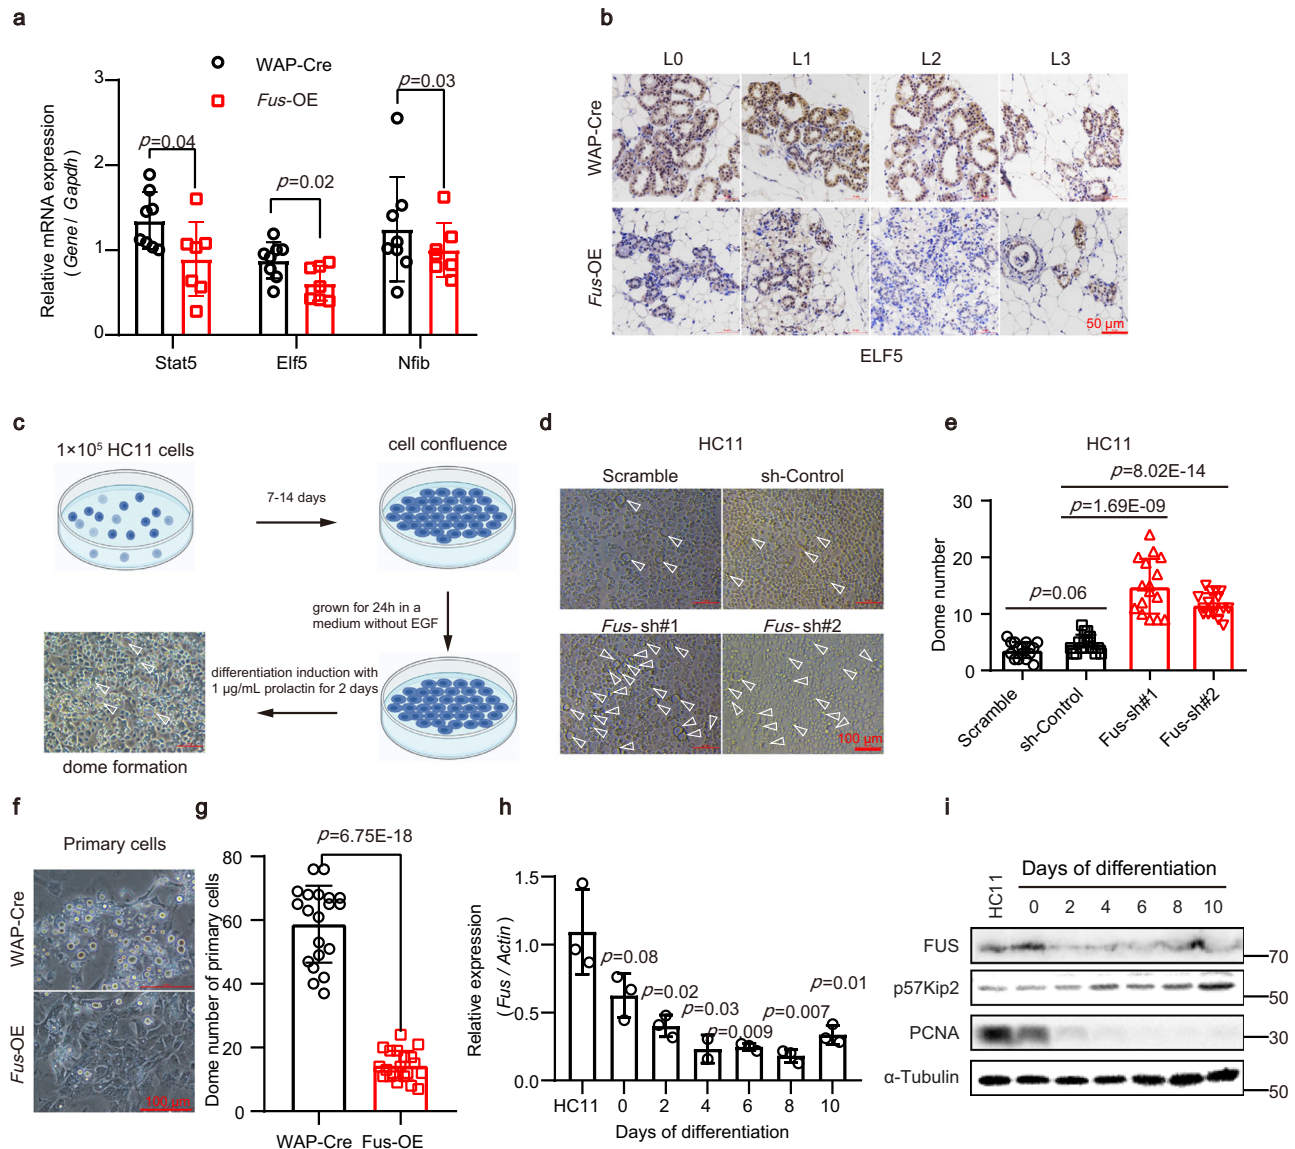 a
WAP-Cre
Fus-OE
Relative mRNA expression
(Gene / Gapdh)
3
2
1
0
p=0.04
p=0.02
p=0.03
Stat5
Elf5
Nfib
b
L0
L1
L2
L3
WAP-Cre
Fus-OE
50 μm
ELF5
c
1×10⁵ HC11 cells
7-14 days
cell confluence
grown for 24h in a
medium without EGF
differentiation induction with
1 μg/mL prolactin for 2 days
dome formation
d
HC11
Scramble
sh-Control
Fus-sh#1
Fus-sh#2
100 μm
e
HC11
p=8.02E-14
p=1.69E-09
p=0.06
Dome number
30
20
10
0
Scramble
sh-Control
Fus-sh#1
Fus-sh#2
f
Primary cells
WAP-Cre
Fus-OE
100 μm
g
p=6.75E-18
Dome number of primary cells
80
60
40
20
0
WAP-Cre
Fus-OE
h
Relative expression
(Fus / Actin)
1.5
1.0
0.5
0.0
p=0.08
p=0.02
p=0.03
p=0.009
p=0.007
p=0.01
HC11
0
2
4
6
8
10
Days of differentiation
i
Days of differentiation
HC11
0
2
4
6
8
10
FUS
70
p57Kip2
50
PCNA
30
α-Tubulin
50